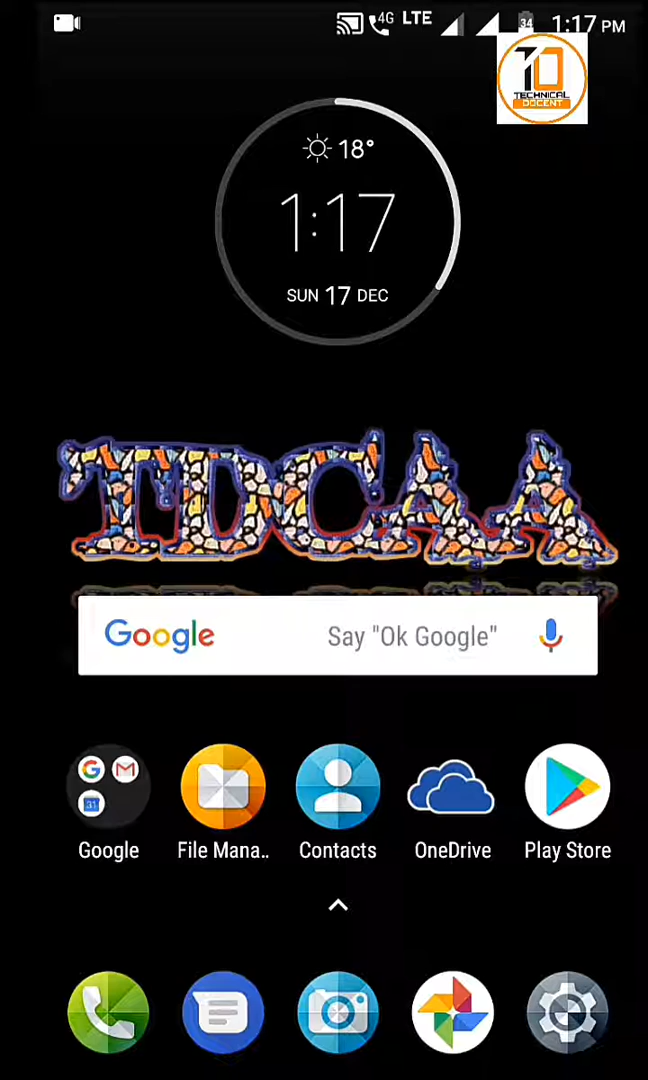 4G LTE 34 1:17 PM
TD
TECHNICAL
DOCENT
18°
1:17
SUN 17 DEC
TDCAA
Google Say "Ok Google"
31
Google File Mana.. Contacts OneDrive Play Store